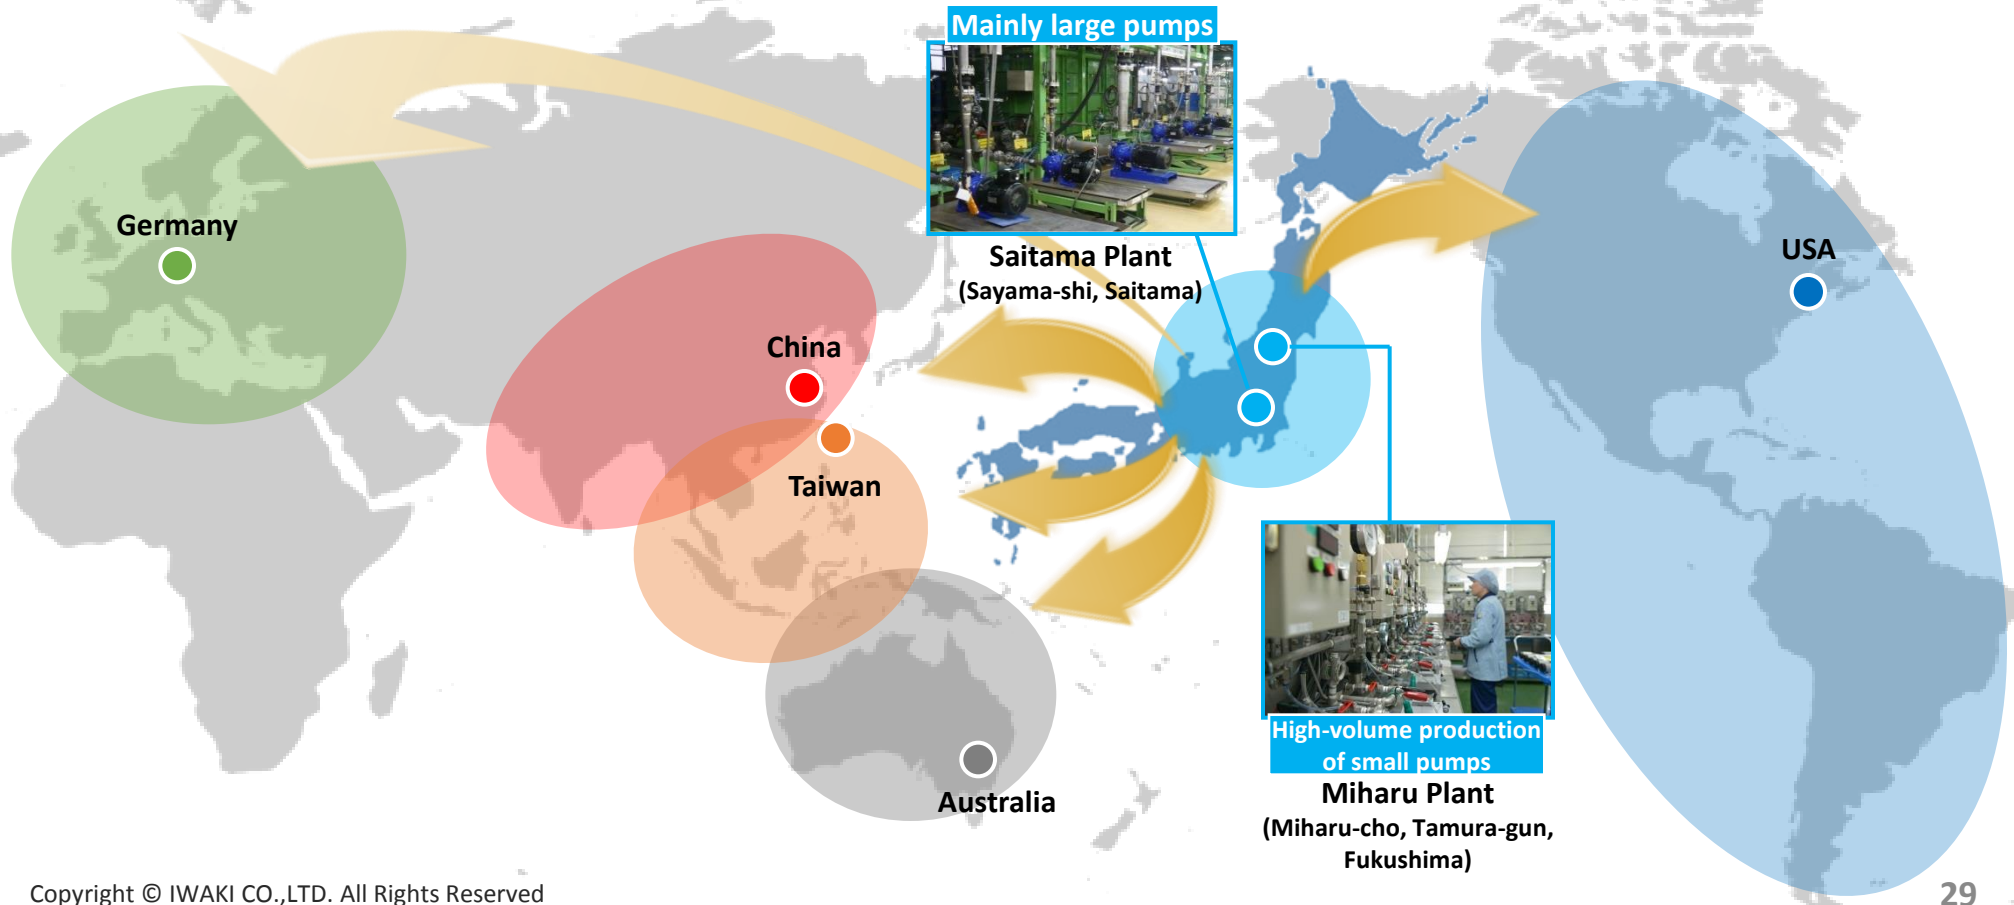 Mainly large pumps
Germany
Saitama Plant
(Sayama-shi, Saitama)
USA
China
Taiwan
High-volume production
of small pumps
Miharu Plant
(Miharu-cho, Tamura-gun,
Fukushima)
Australia
Copyright © IWAKI CO.,LTD. All Rights Reserved
29